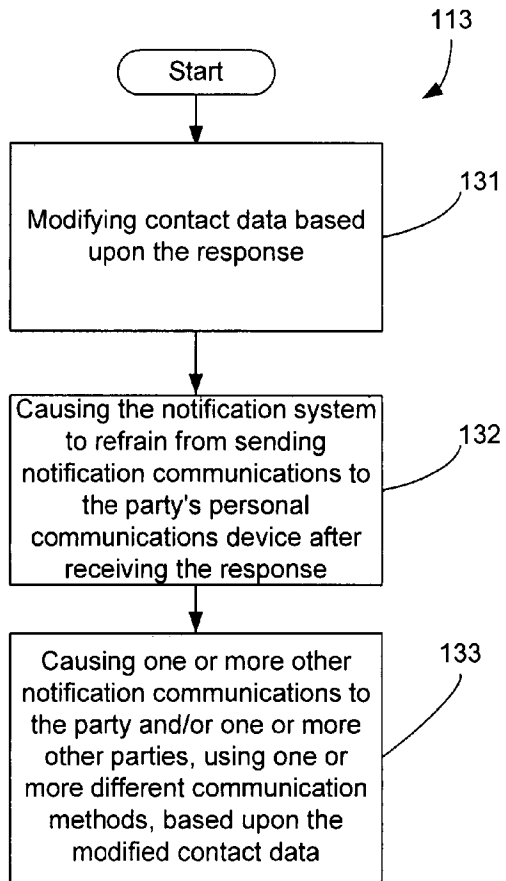 113
Start
131
Modifying contact data based
upon the response
Causing the notification system
to refrain from sending
notification communications to
the party's personal
communications device after
receiving the response
132
Causing one or more other
notification communications to
the party and/or one or more
other parties, using one or
more different communication
methods, based upon the
modified contact data
133